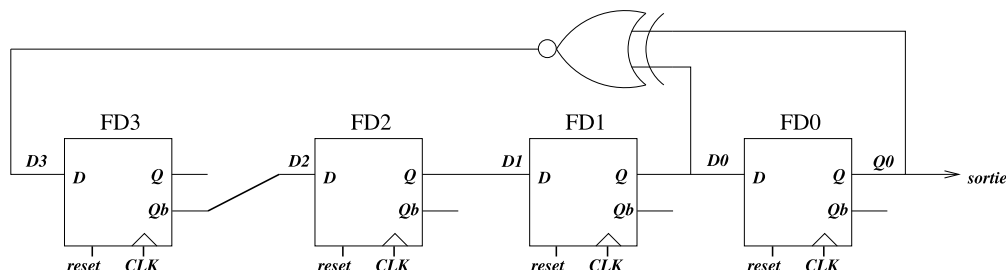 FD3 FD2 FD1 FD0
D3 D2 D1 D0 Q0
D Q D Q D Q D Q sortie
Qb Qb Qb Qb
reset CLK reset CLK reset CLK reset CLK